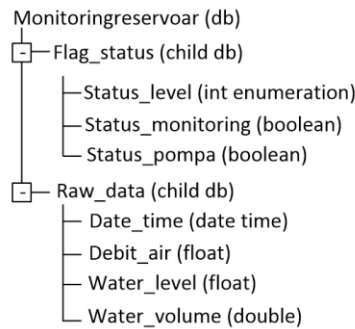 Monitoringreservoar (db)
Flag_status (child db)
Status_level (int enumeration)
Status_monitoring (boolean)
Status_pompa (boolean)
Raw_data (child db)
Date_time (date time)
Debit_air (float)
Water_level (float)
Water_volume (double)